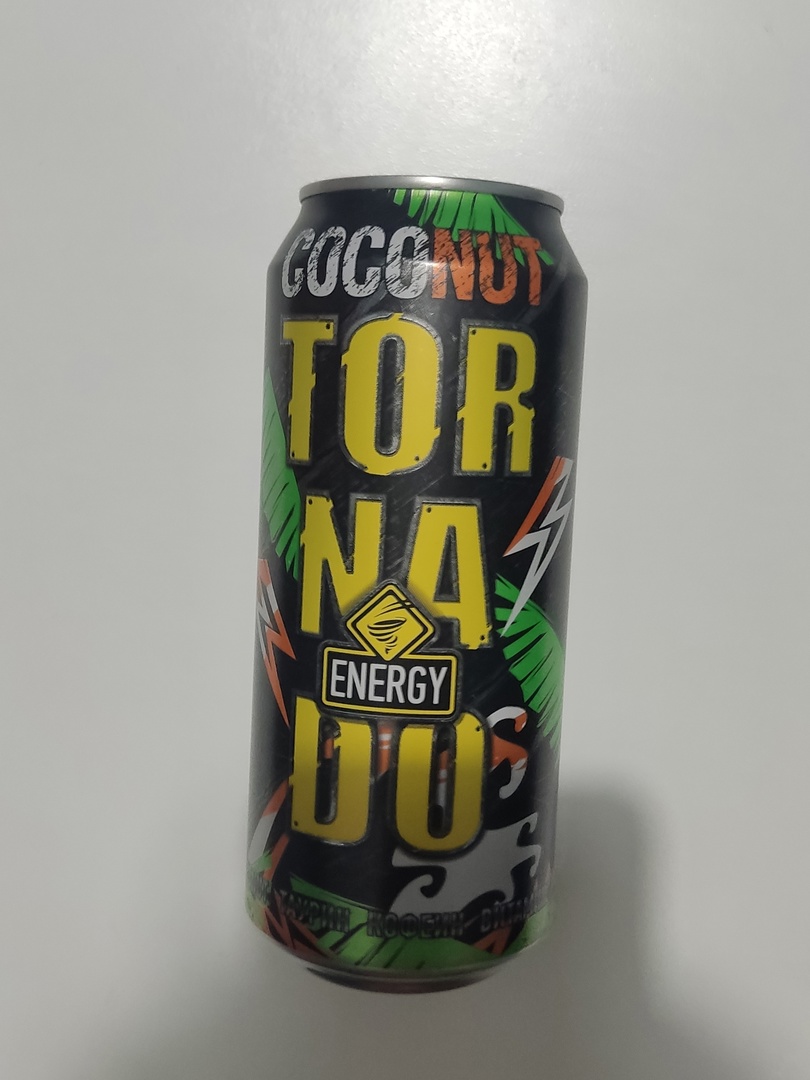 COCONUT
TOR
NA
ENERGY
DO
ТАУРИН КОФЕИН